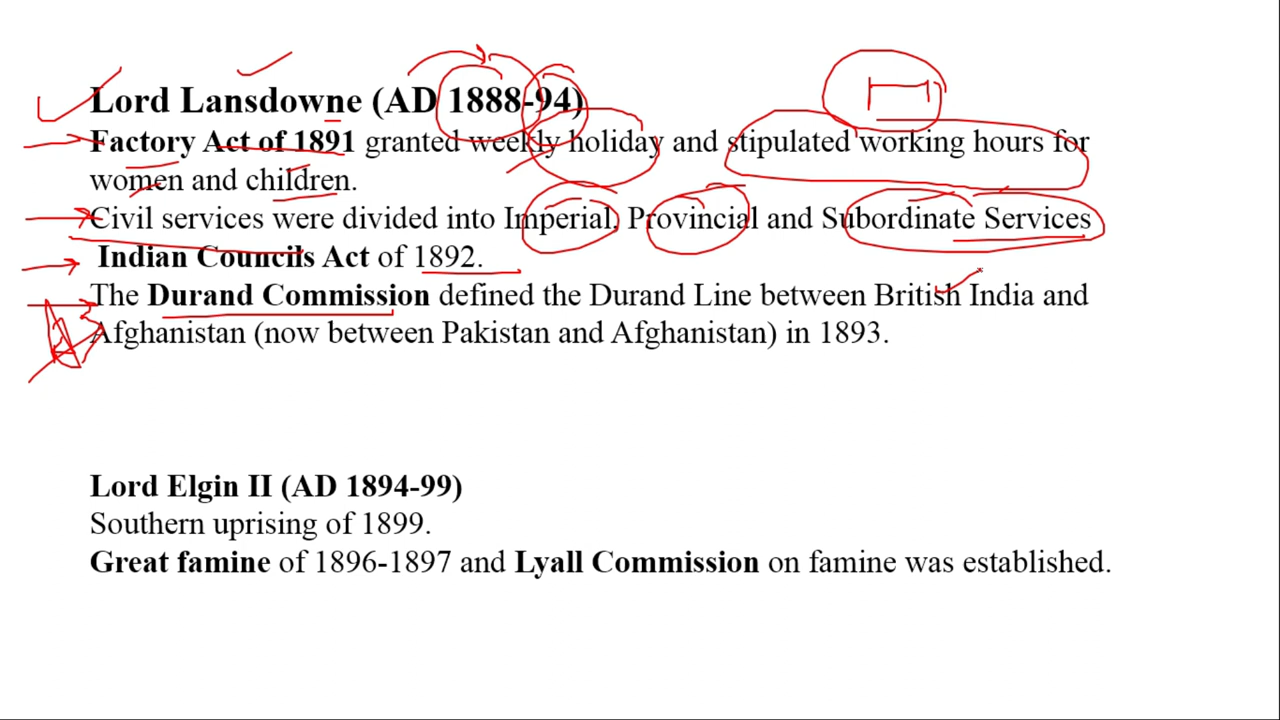 Lord Lansdowne (AD 1888-94)
Factory Act of 1891 granted weekly holiday and stipulated working hours for
women and children.
Civil services were divided into Imperial, Provincial and Subordinate Services
Indian Councils Act of 1892.
The Durand Commission defined the Durand Line between British India and
Afghanistan (now between Pakistan and Afghanistan) in 1893.
Lord Elgin II (AD 1894-99)
Southern uprising of 1899.
Great famine of 1896-1897 and Lyall Commission on famine was established.